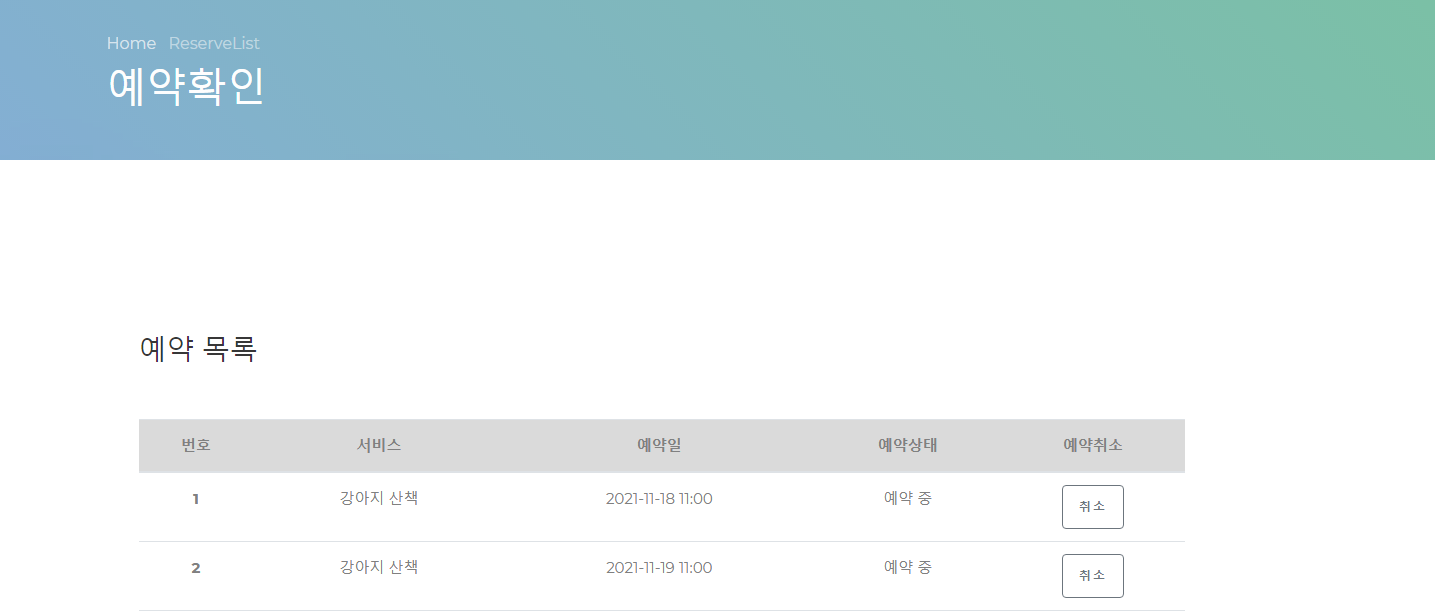 Home ReserveList
예약확인
예약 목록
번호 서비스 예약일 예약상태 예약취소
1 강아지 산책 2021-11-18 11:00 예약 중 취소
2 강아지 산책 2021-11-19 11:00 예약 중 취소